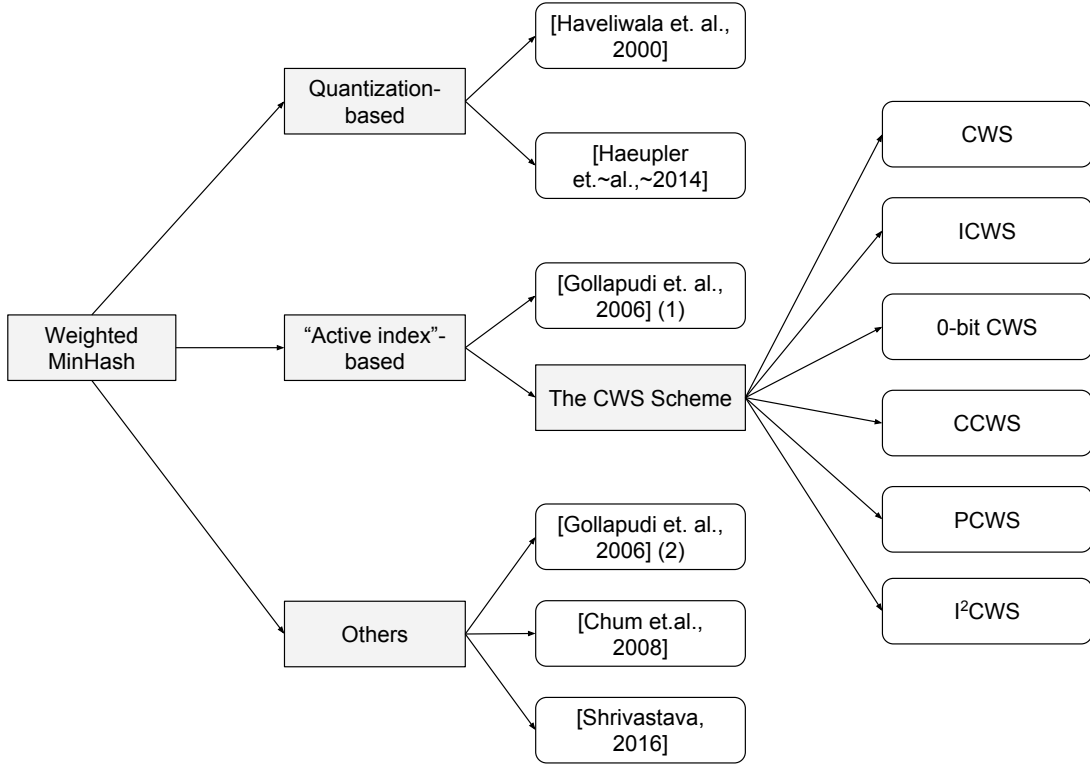 Weighted
MinHash
Quantization-
based
[Haveliwala et. al.,
2000]
[Haeupler
et.~al.,~2014]
“Active index”-
based
[Gollapudi et. al.,
2006] (1)
The CWS Scheme
CWS
ICWS
0-bit CWS
CCWS
PCWS
I²CWS
Others
[Gollapudi et. al.,
2006] (2)
[Chum et.al.,
2008]
[Shrivastava,
2016]